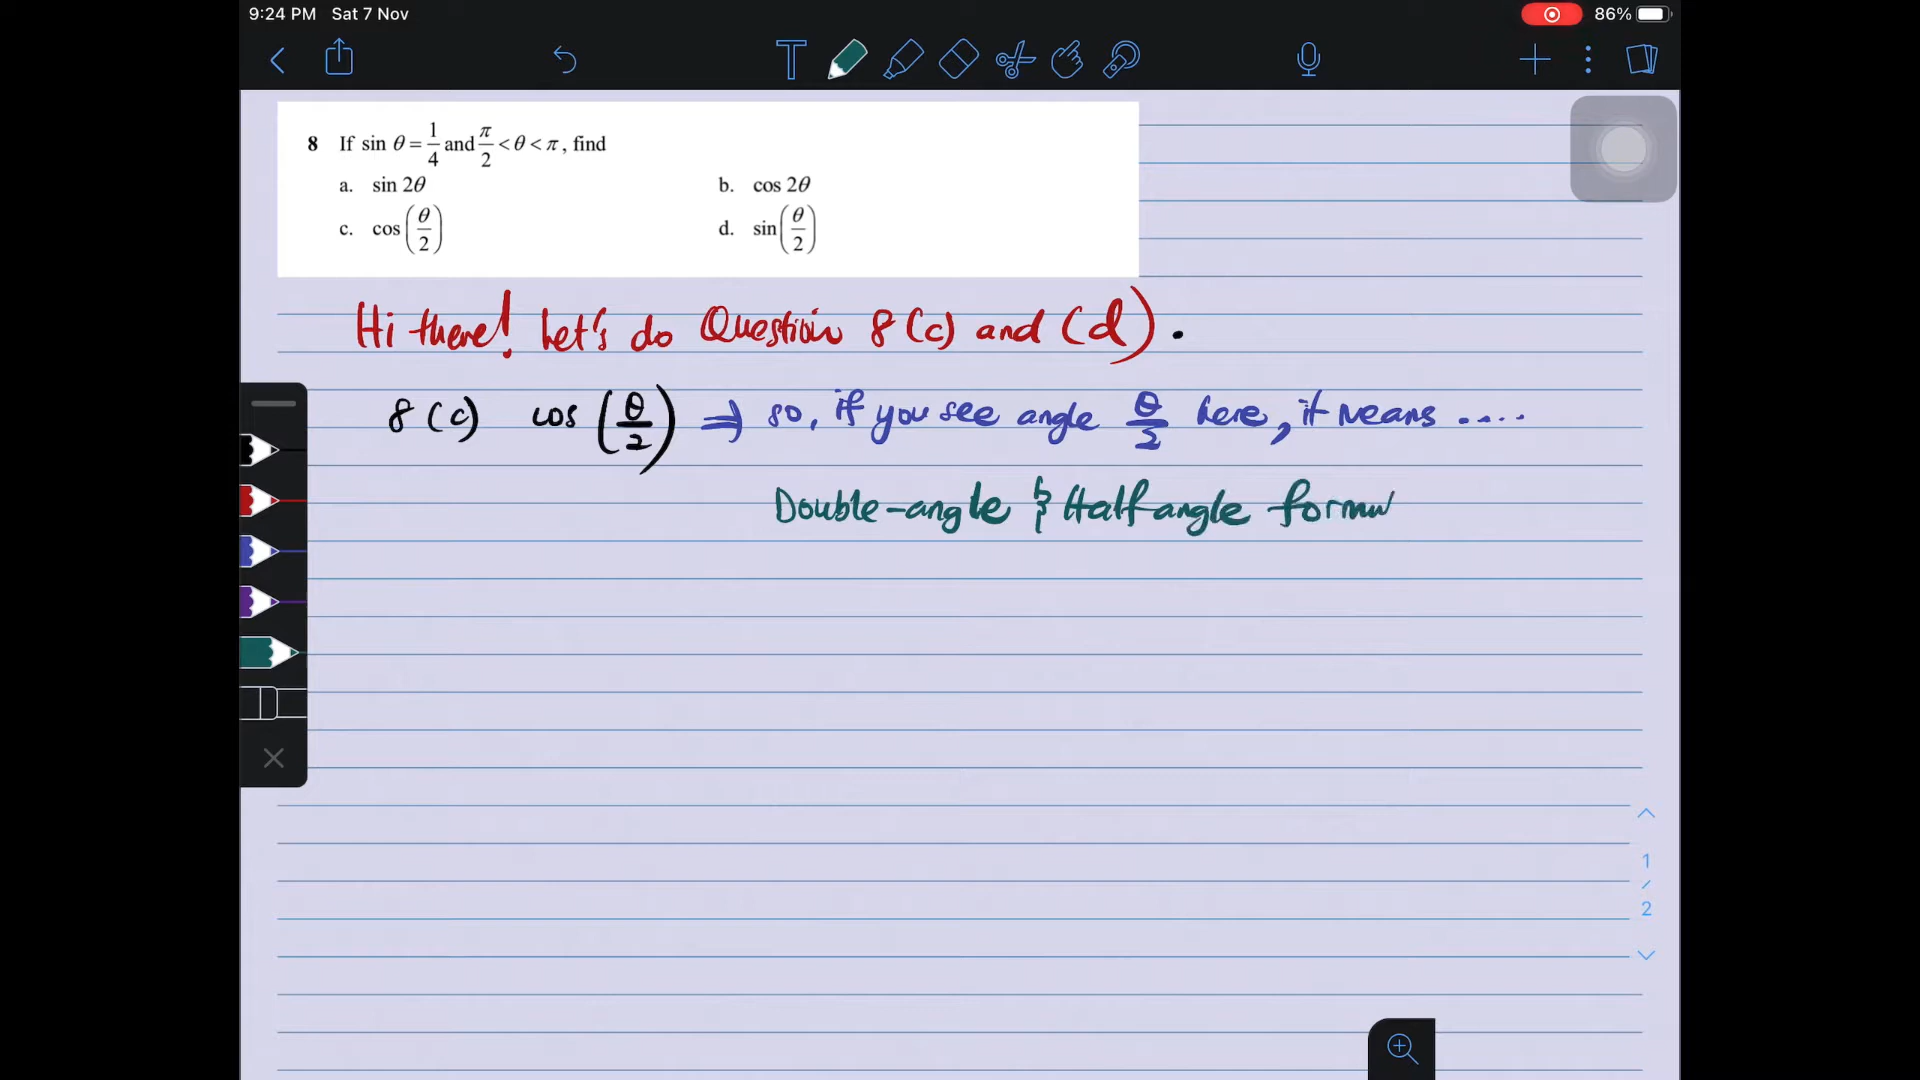 9:24 PM Sat 7 Nov 86%
8 If sin θ = 1/4 and π/2 < θ < π, find
a. sin 2θ b. cos 2θ
c. cos(θ/2) d. sin(θ/2)
Hi there! Let's do Question 8 (c) and (d).
8 (c) cos (θ/2) ⇒ so, if you see angle θ/2 here, it means ....
Double-angle & Half angle formu
1
/
2